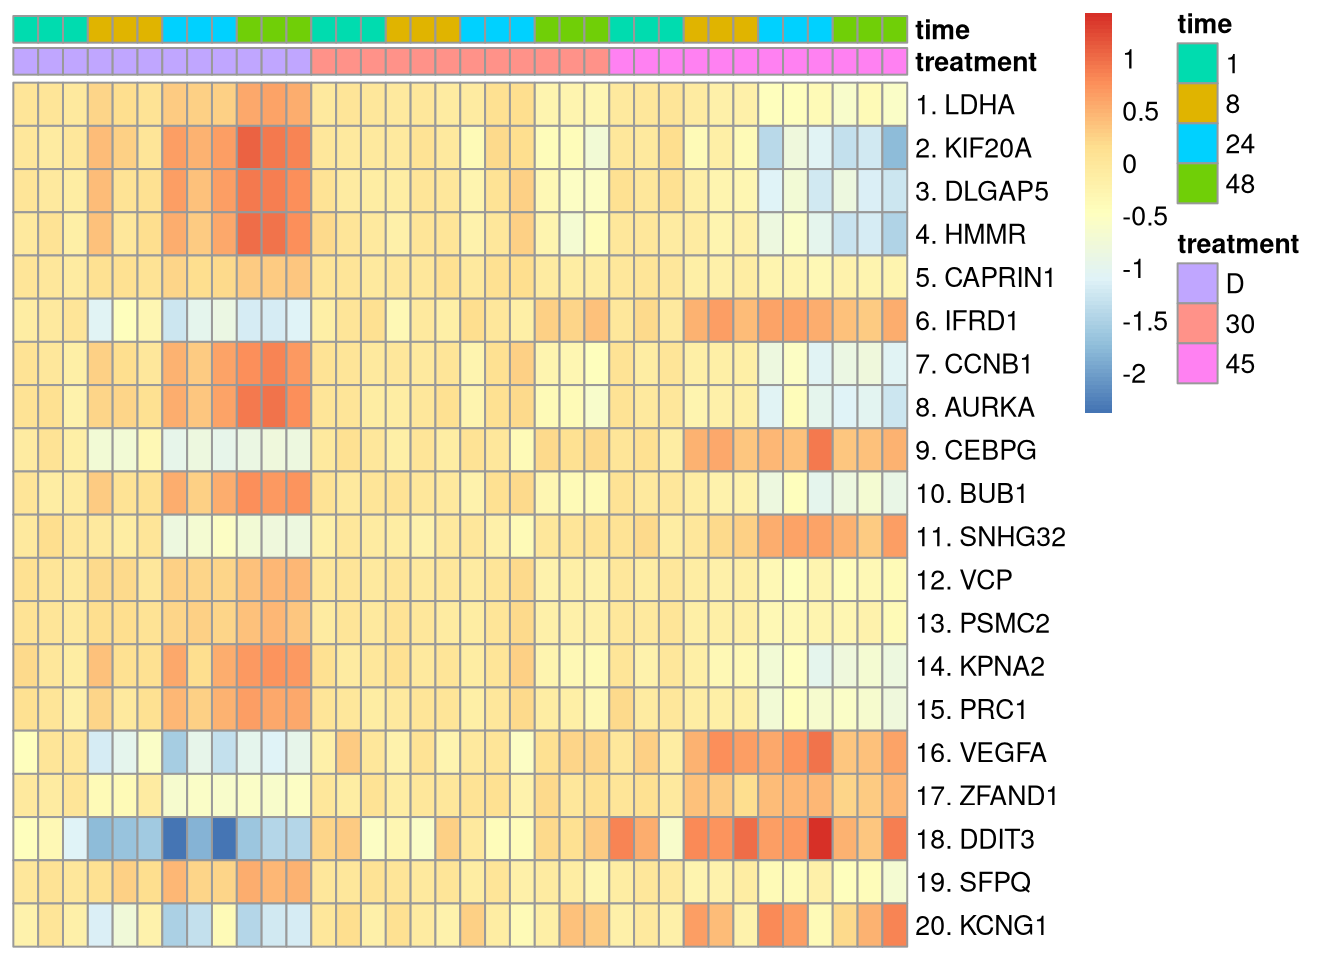 time
treatment
1. LDHA
2. KIF20A
3. DLGAP5
4. HMMR
5. CAPRIN1
6. IFRD1
7. CCNB1
8. AURKA
9. CEBPG
10. BUB1
11. SNHG32
12. VCP
13. PSMC2
14. KPNA2
15. PRC1
16. VEGFA
17. ZFAND1
18. DDIT3
19. SFPQ
20. KCNG1
1
0.5
0
-0.5
-1
-1.5
-2
time
1
8
24
48
treatment
D
30
45